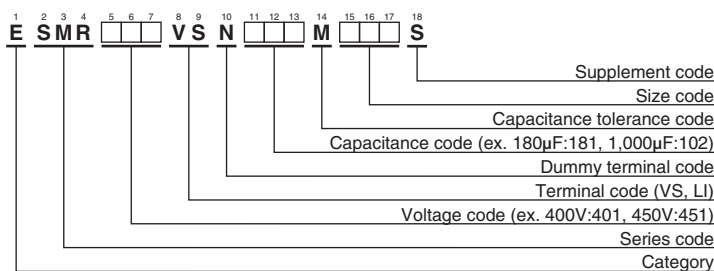 1 2 3 4 5 6 7 8 9 10 11 12 13 14 15 16 17 18
E SMR VS N M S
Supplement code
Size code
Capacitance tolerance code
Capacitance code (ex. 180µF:181, 1,000µF:102)
Dummy terminal code
Terminal code (VS, LI)
Voltage code (ex. 400V:401, 450V:451)
Series code
Category